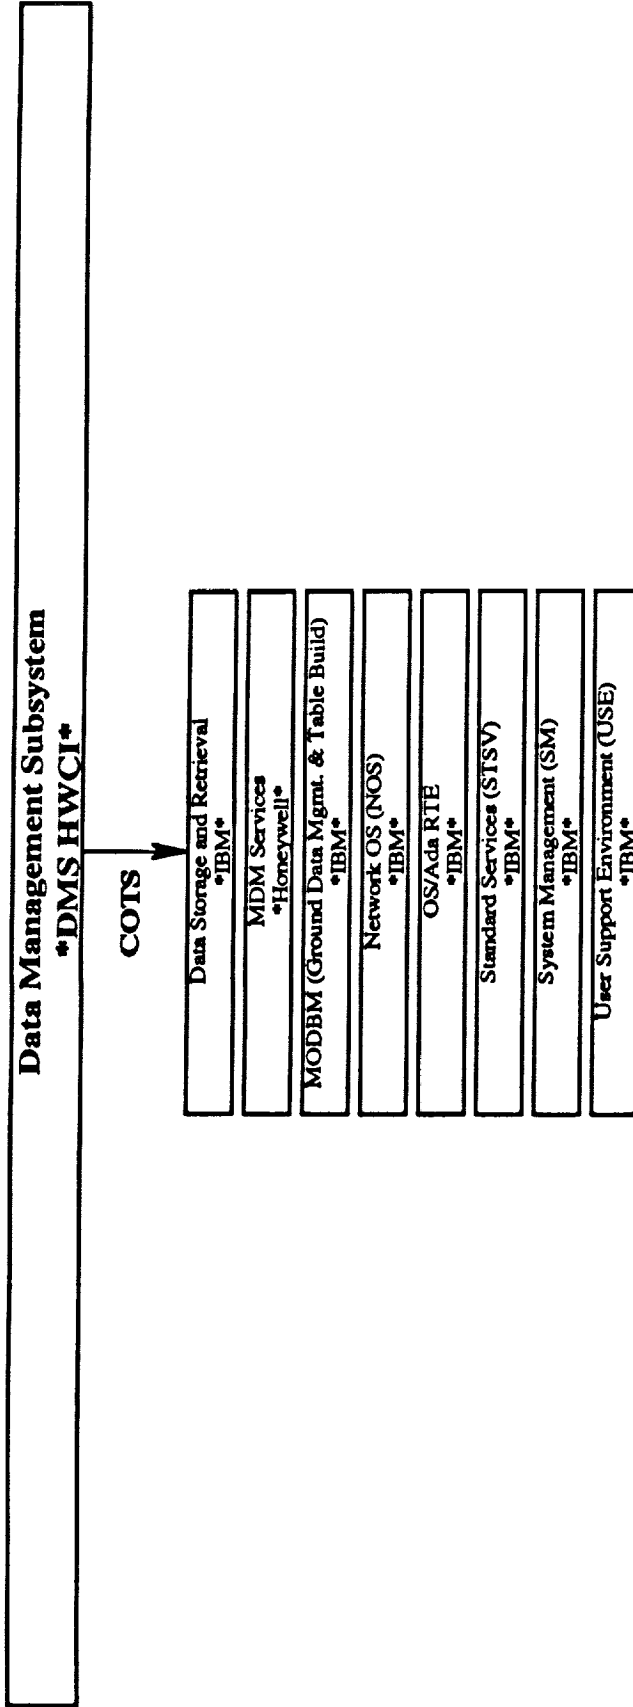 Data Management Subsystem
*DMS HWCI*
COTS
Data Storage and Retrieval
*IBM*
MDM Services
*Honeywell*
MODBM (Ground Data Mgmt. & Table Build)
*IBM*
Network OS (NOS)
*IBM*
OS/Ada RTE
*IBM*
Standard Services (STSV)
*IBM*
System Management (SM)
*IBM*
User Support Environment (USE)
*IBM*